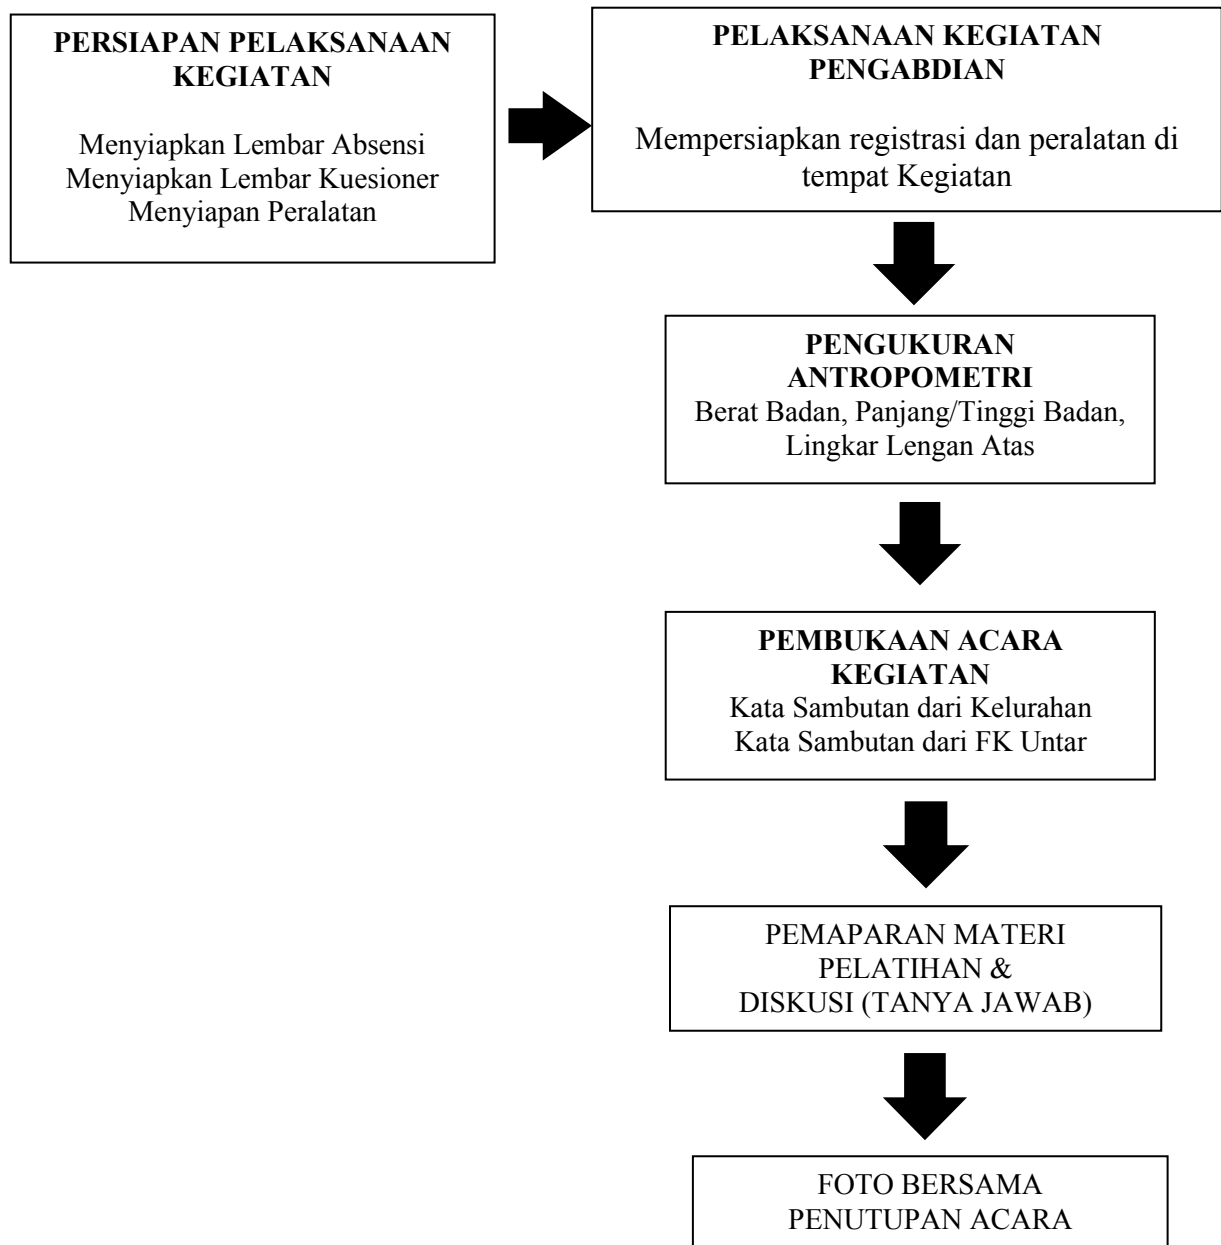 PERSIAPAN PELAKSANAAN
KEGIATAN
Menyiapkan Lembar Absensi
Menyiapkan Lembar Kuesioner
Menyiapan Peralatan
PELAKSANAAN KEGIATAN
PENGABDIAN
Mempersiapkan registrasi dan peralatan di
tempat Kegiatan
PENGUKURAN
ANTROPOMETRI
Berat Badan, Panjang/Tinggi Badan,
Lingkar Lengan Atas
PEMBUKAAN ACARA
KEGIATAN
Kata Sambutan dari Kelurahan
Kata Sambutan dari FK Untar
PEMAPARAN MATERI
PELATIHAN &
DISKUSI (TANYA JAWAB)
FOTO BERSAMA
PENUTUPAN ACARA